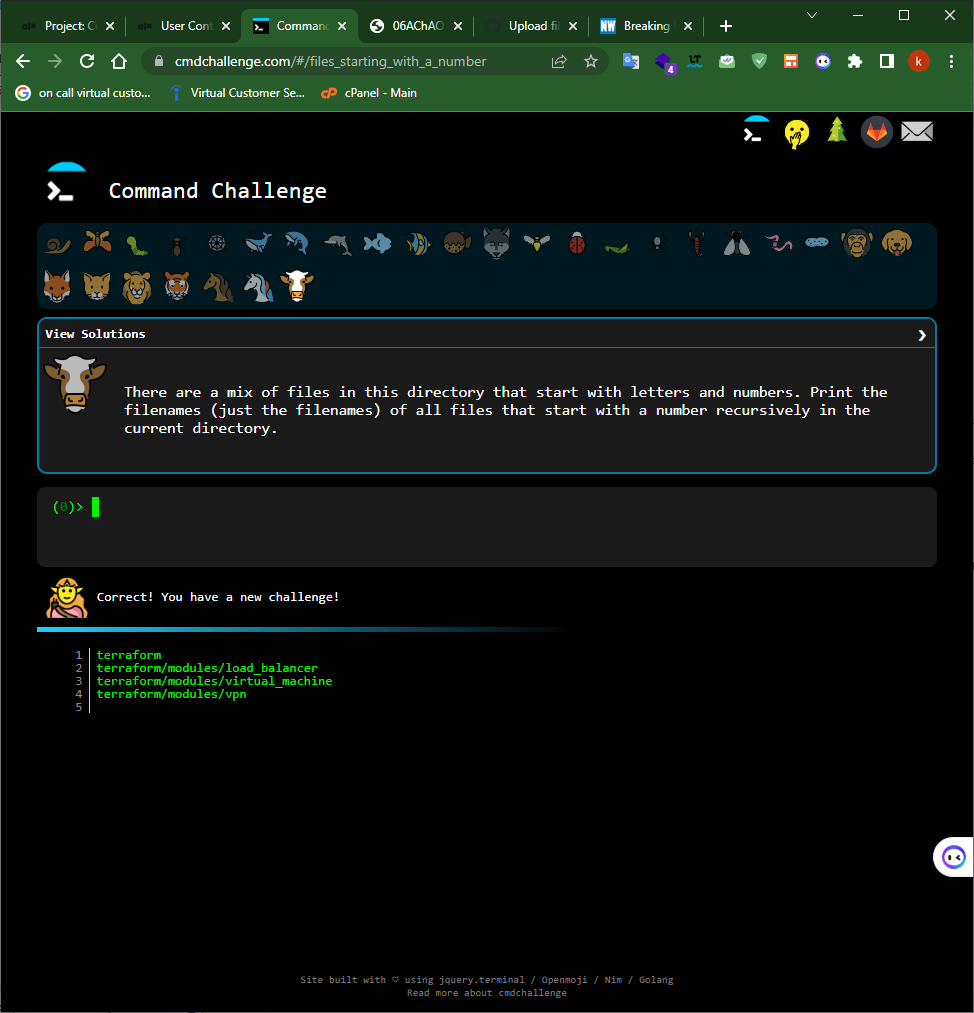 Project: C
User Cont
Command
06AChAO
Upload fi
Breaking
cmdchallenge.com/#/files_starting_with_a_number
4
k
on call virtual custo...
Virtual Customer Se...
cPanel - Main
Command Challenge
View Solutions
There are a mix of files in this directory that start with letters and numbers. Print the
filenames (just the filenames) of all files that start with a number recursively in the
current directory.
(0)>
Correct! You have a new challenge!
1 terraform
2 terraform/modules/load_balancer
3 terraform/modules/virtual_machine
4 terraform/modules/vpn
5
Site built with ♡ using jquery.terminal / Openmoji / Nim / Golang
Read more about cmdchallenge